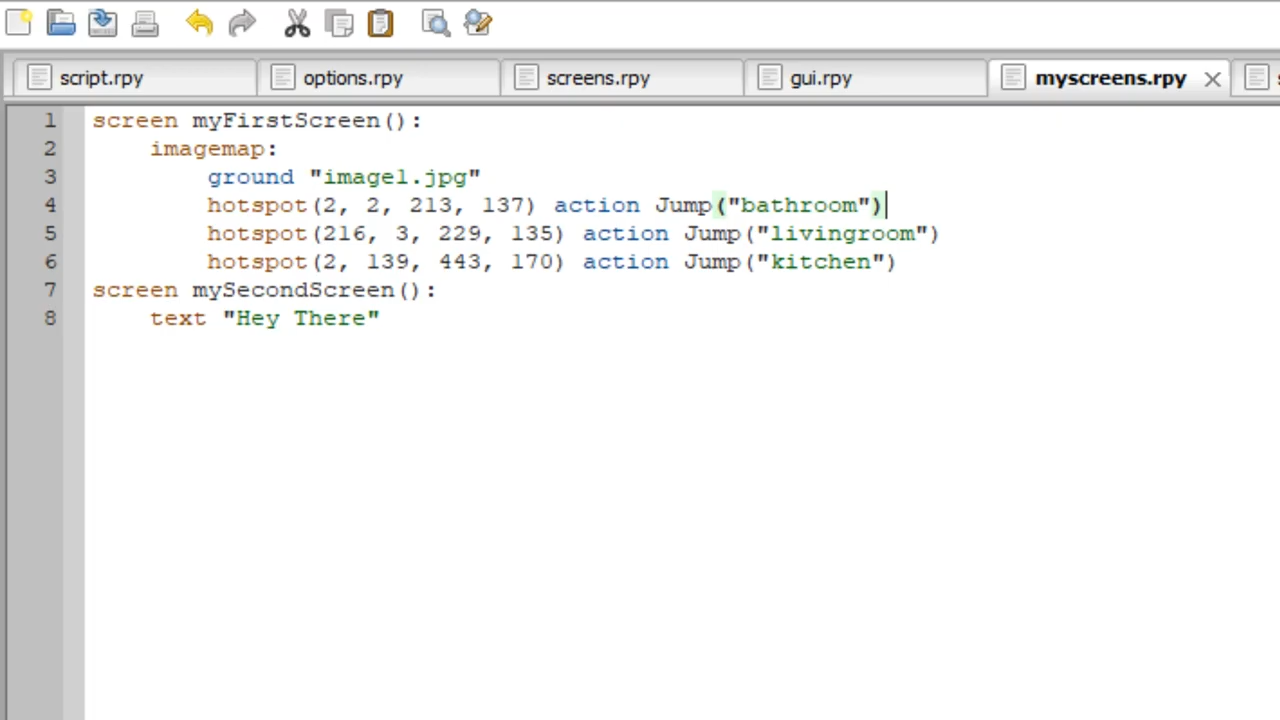 script.rpy options.rpy screens.rpy gui.rpy myscreens.rpy
1 screen myFirstScreen():
2 imagemap:
3 ground "image1.jpg"
4 hotspot(2, 2, 213, 137) action Jump("bathroom")
5 hotspot(216, 3, 229, 135) action Jump("livingroom")
6 hotspot(2, 139, 443, 170) action Jump("kitchen")
7 screen mySecondScreen():
8 text "Hey There"